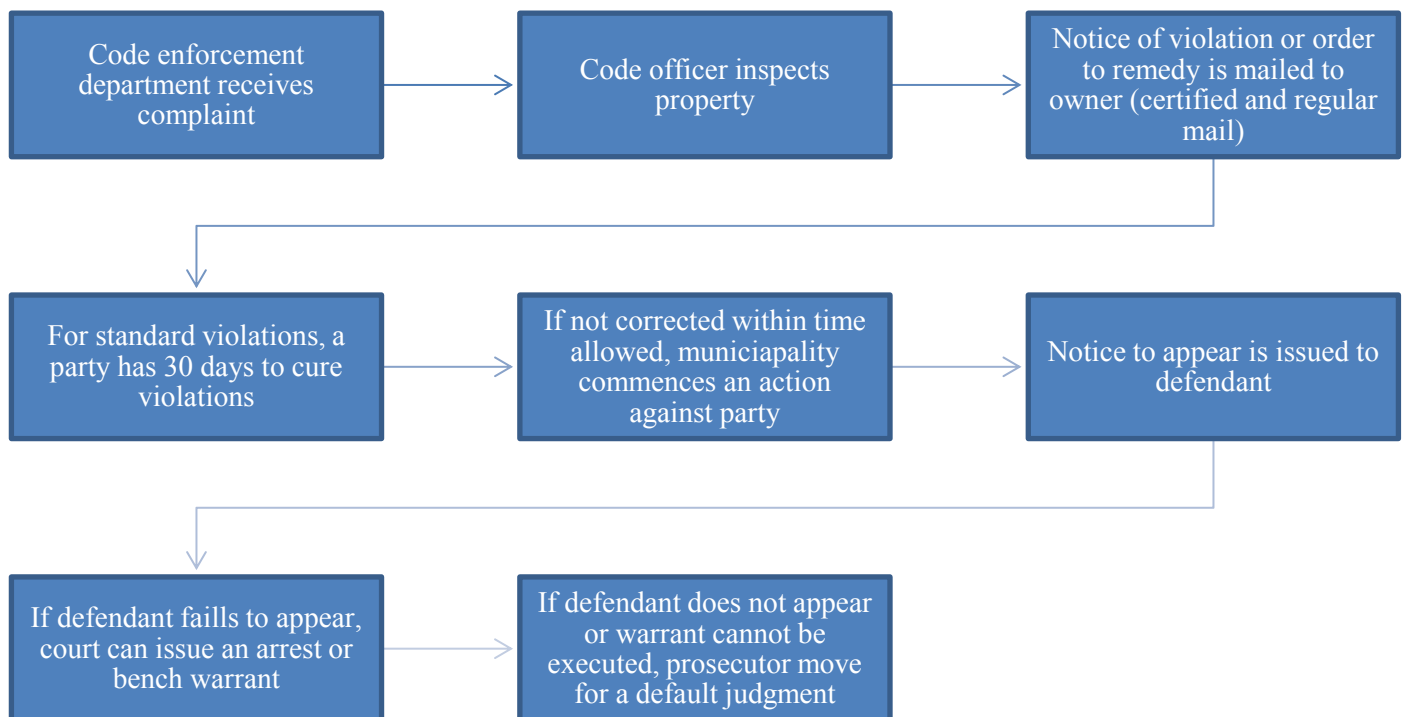 Code enforcement
department receives
complaint
Code officer inspects
property
Notice of violation or order
to remedy is mailed to
owner (certified and regular
mail)
For standard violations, a
party has 30 days to cure
violations
If not corrected within time
allowed, municiapality
commences an action
against party
Notice to appear is issued to
defendant
If defendant faills to appear,
court can issue an arrest or
bench warrant
If defendant does not appear
or warrant cannot be
executed, prosecutor move
for a default judgment